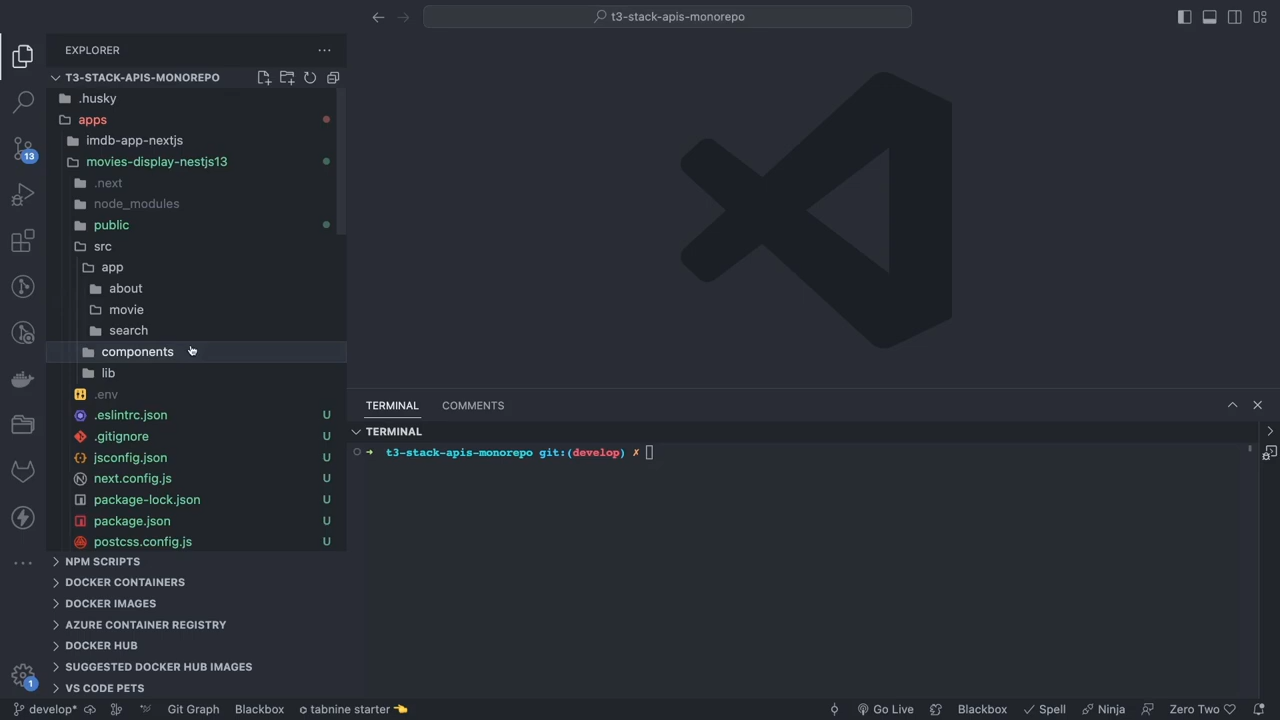 t3-stack-apis-monorepo
EXPLORER
T3-STACK-APIS-MONOREPO
.husky
apps
imdb-app-nextjs
13
movies-display-nestjs13
.next
node_modules
public
src
app
about
movie
search
components
lib
.env
.eslintrc.json U
.gitignore U
jsconfig.json U
next.config.js U
package-lock.json U
package.json U
postcss.config.js U
NPM SCRIPTS
DOCKER CONTAINERS
DOCKER IMAGES
AZURE CONTAINER REGISTRY
DOCKER HUB
SUGGESTED DOCKER HUB IMAGES
VS CODE PETS
1
TERMINAL COMMENTS
TERMINAL
t3-stack-apis-monorepo git:(develop) ✗
develop* Git Graph Blackbox tabnine starter Go Live Blackbox Spell Ninja Zero Two